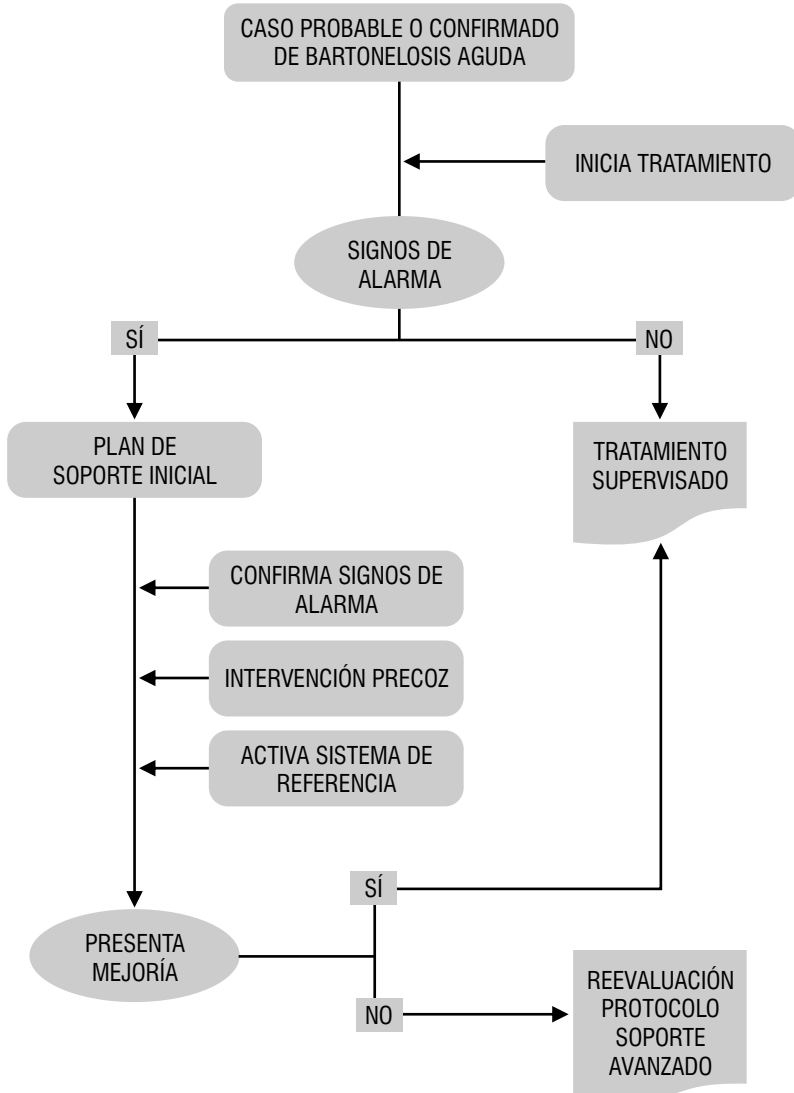 CASO PROBABLE O CONFIRMADO
DE BARTONELOSIS AGUDA
INICIA TRATAMIENTO
SIGNOS DE
ALARMA
SÍ
NO
PLAN DE
SOPORTE INICIAL
TRATAMIENTO
SUPERVISADO
CONFIRMA SIGNOS DE
ALARMA
INTERVENCIÓN PRECOZ
ACTIVA SISTEMA DE
REFERENCIA
SÍ
PRESENTA
MEJORÍA
NO
REEVALUACIÓN
PROTOCOLO
SOPORTE
AVANZADO